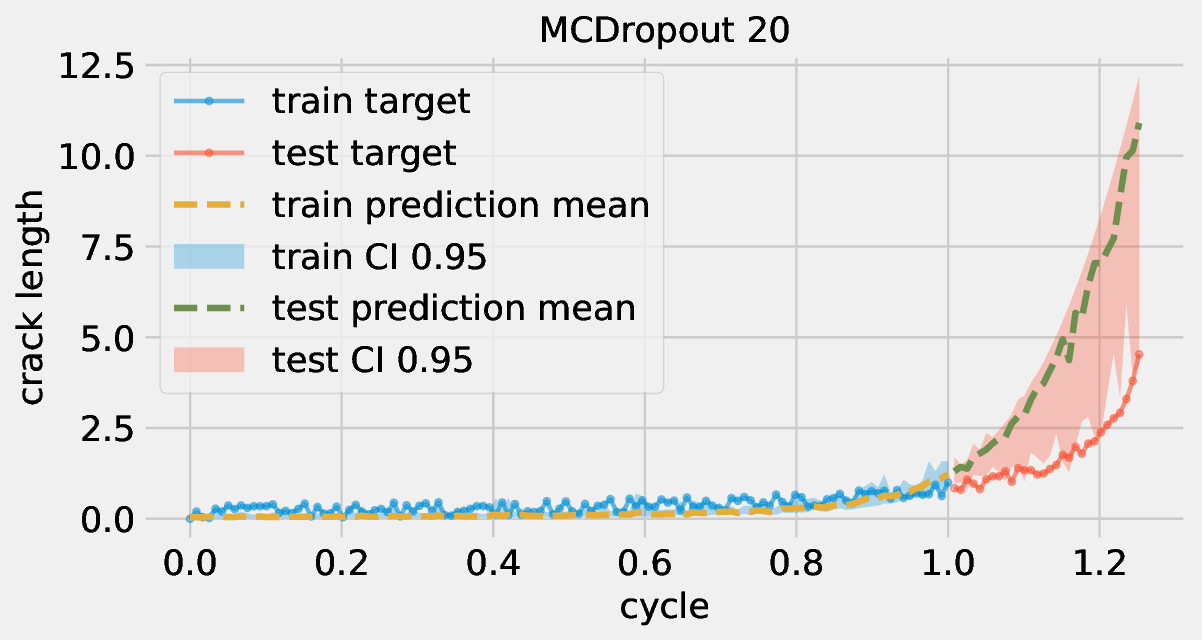 MCDropout 20
12.5
10.0
7.5
5.0
2.5
0.0
crack length
train target
test target
train prediction mean
train CI 0.95
test prediction mean
test CI 0.95
0.0 0.2 0.4 0.6 0.8 1.0 1.2
cycle